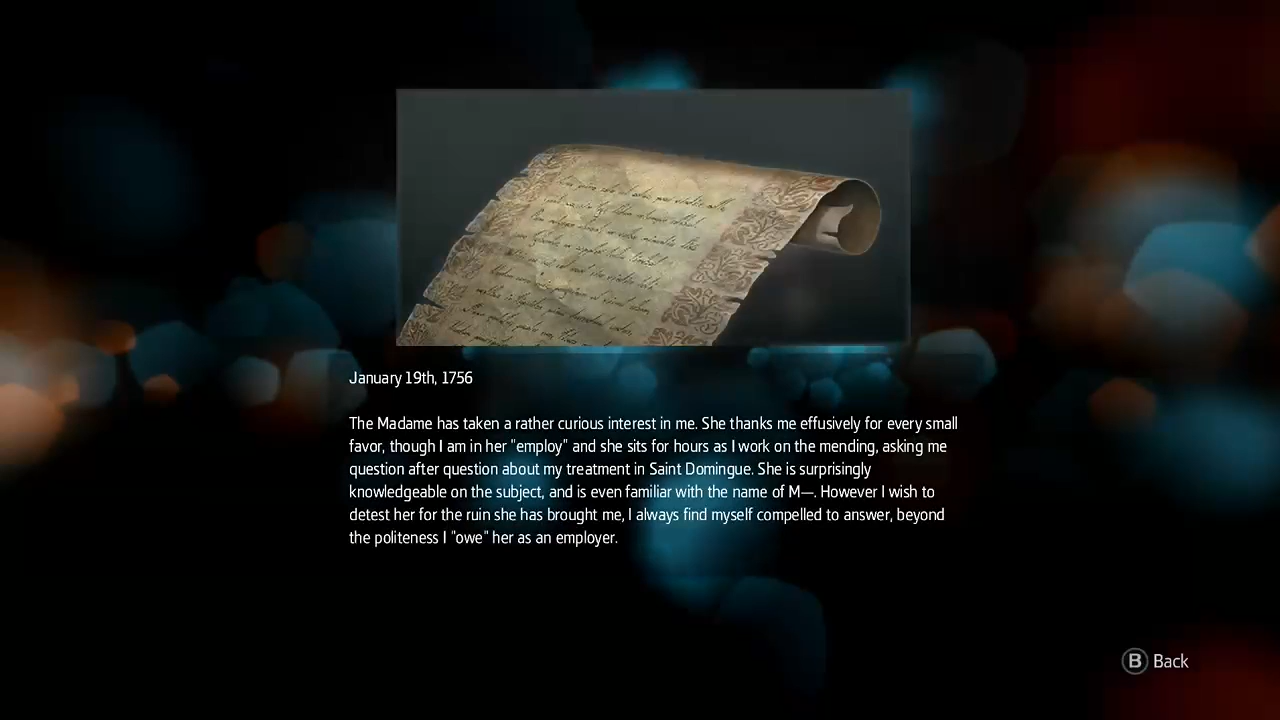 January 19th, 1756
The Madame has taken a rather curious interest in me. She thanks me effusively for every small
favor, though I am in her "employ" and she sits for hours as I work on the mending, asking me
question after question about my treatment in Saint Domingue. She is surprisingly
knowledgeable on the subject, and is even familiar with the name of M—. However I wish to
detest her for the ruin she has brought me, I always find myself compelled to answer, beyond
the politeness I "owe" her as an employer.
B Back